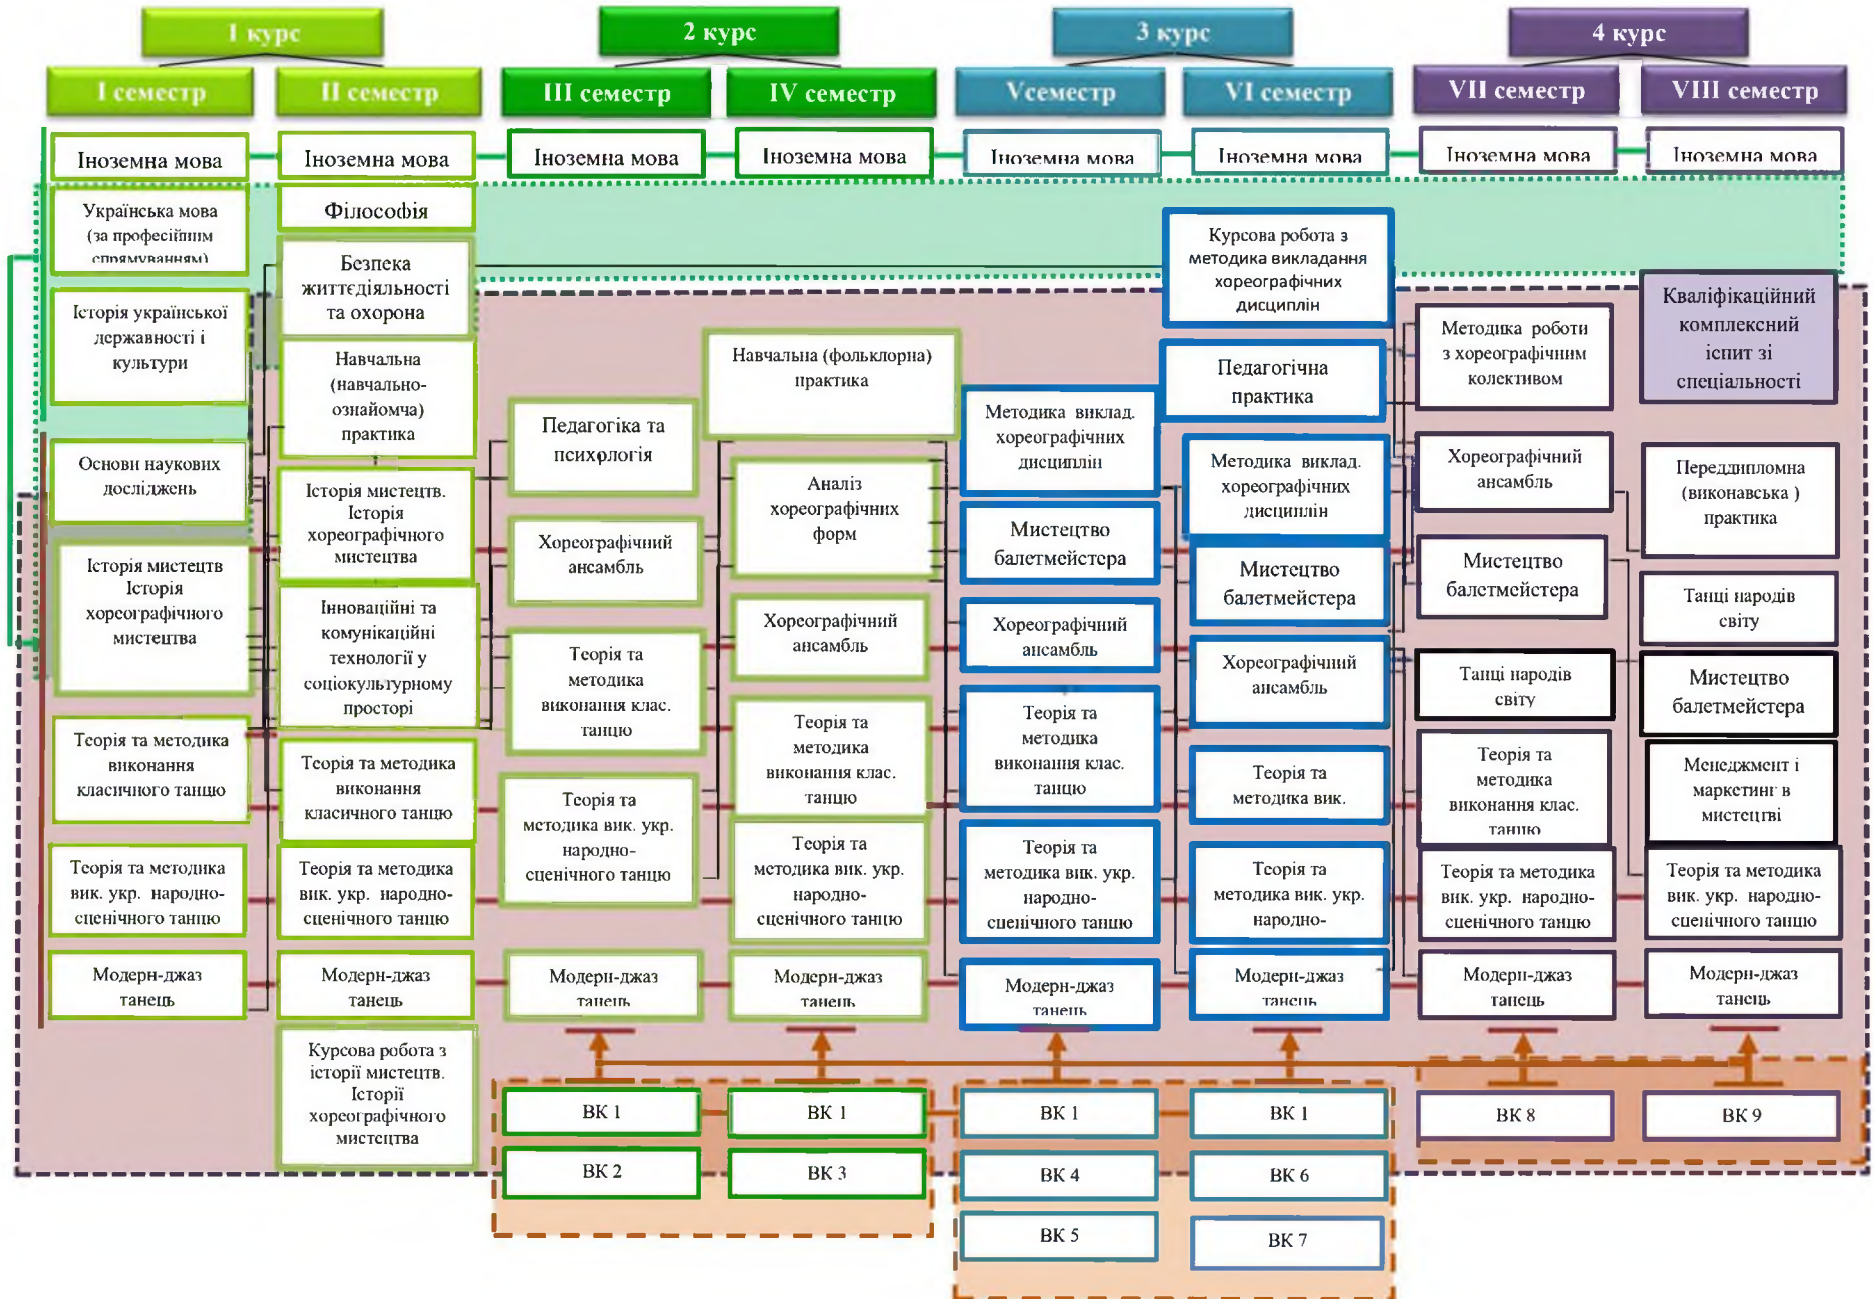 1 курс
2 курс
3 курс
4 курс
I семестр
II семестр
III семестр
IV семестр
Vсеместр
VI семестр
VII семестр
VIII семестр
Іноземна мова
Іноземна мова
Іноземна мова
Іноземна мова
Іноземна мова
Іноземна мова
Іноземна мова
Іноземна мова
Українська мова
(за професійним
спрямуванням)
Історія української
державності і
культури
Основи наукових
досліджень
Історія мистецтв
Історія
хореографічного
мистецтва
Теорія та методика
виконання
класичного танцю
Теорія та методика
вик. укр. народно-
сценічного танцю
Модерн-джаз
танець
Філософія
Безпека
життєдіяльності
та охорона
Навчальна
(навчально-
ознайомча)
практика
Історія мистецтв.
Історія
хореографічного
мистецтва
Інноваційні та
комунікаційні
технології у
соціокультурному
просторі
Теорія та методика
виконання
класичного танцю
Теорія та методика
вик. укр. народно-
сценічного танцю
Модерн-джаз
танець
Курсова робота з
історії мистецтв.
Історії
хореографічного
мистецтва
Педагогіка та
психологія
Хореографічний
ансамбль
Теорія та
методика
виконання клас.
танцю
Теорія та
методика вик. укр.
народно-
сценічного танцю
Модерн-джаз
танець
ВК 1
ВК 2
Навчальна (фольклорна)
практика
Аналіз
хореографічних
форм
Хореографічний
ансамбль
Теорія та
методика
виконання клас.
танцю
Теорія та
методика вик. укр.
народно-
сценічного танцю
Модерн-джаз
танець
ВК 1
ВК 3
Методика виклад.
хореографічних
дисциплін
Мистецтво
балетмейстера
Хореографічний
ансамбль
Теорія та
методика
виконання клас.
танцю
Теорія та
методика вик. укр.
народно-
сценічного танцю
Модерн-джаз
танець
ВК 1
ВК 4
ВК 5
Курсова робота з
методика викладання
хореографічних
дисциплін
Педагогічна
практика
Методика виклад.
хореографічних
дисциплін
Мистецтво
балетмейстера
Хореографічний
ансамбль
Теорія та
методика вик.
Теорія та
методика вик. укр.
народно-
Модерн-джаз
танець
ВК 1
ВК 6
ВК 7
Методика роботи
з хореографічним
колективом
Хореографічний
ансамбль
Мистецтво
балетмейстера
Танці народів
світу
Теорія та
методика
виконання клас.
танцю
Теорія та методика
вик. укр. народно-
сценічного танцю
Модерн-джаз
танець
ВК 8
Кваліфікаційний
комплексний
іспит зі
спеціальності
Переддипломна
(виконавська )
практика
Танці народів
світу
Мистецтво
балетмейстера
Менеджмент і
маркетинг в
мистецтві
Теорія та методика
вик. укр. народно-
сценічного танцю
Модерн-джаз
танець
ВК 9